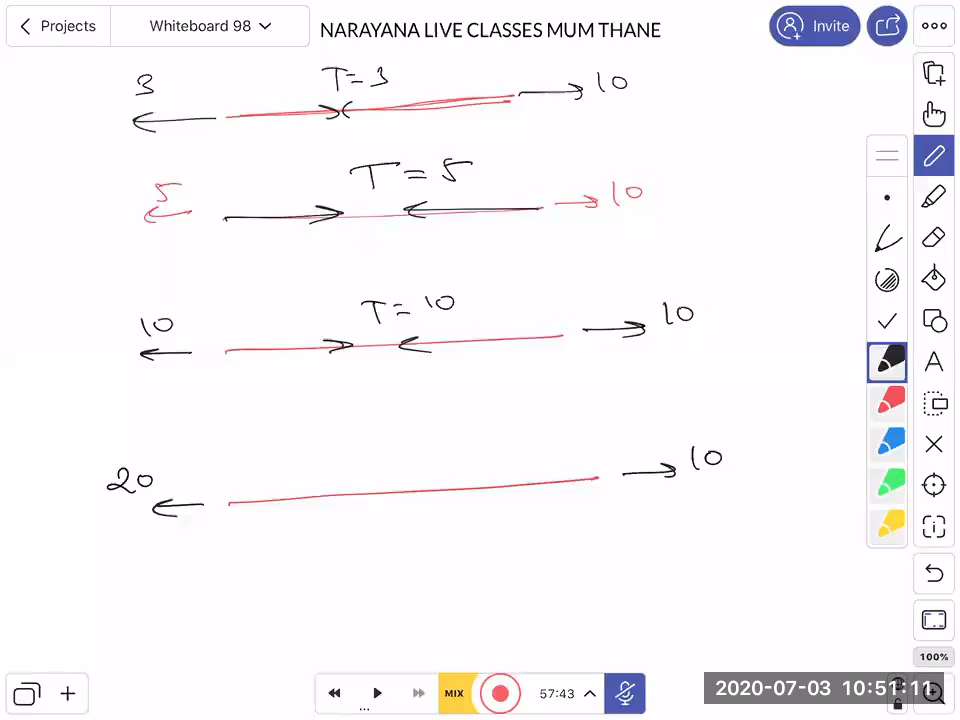 Projects
Whiteboard 98
NARAYANA LIVE CLASSES MUM THANE
Invite
3 T=3 10
5 T=5 10
10 T=10 10
20 10
A
100%
MIX
57:43
...
2020-07-03 10:51:11